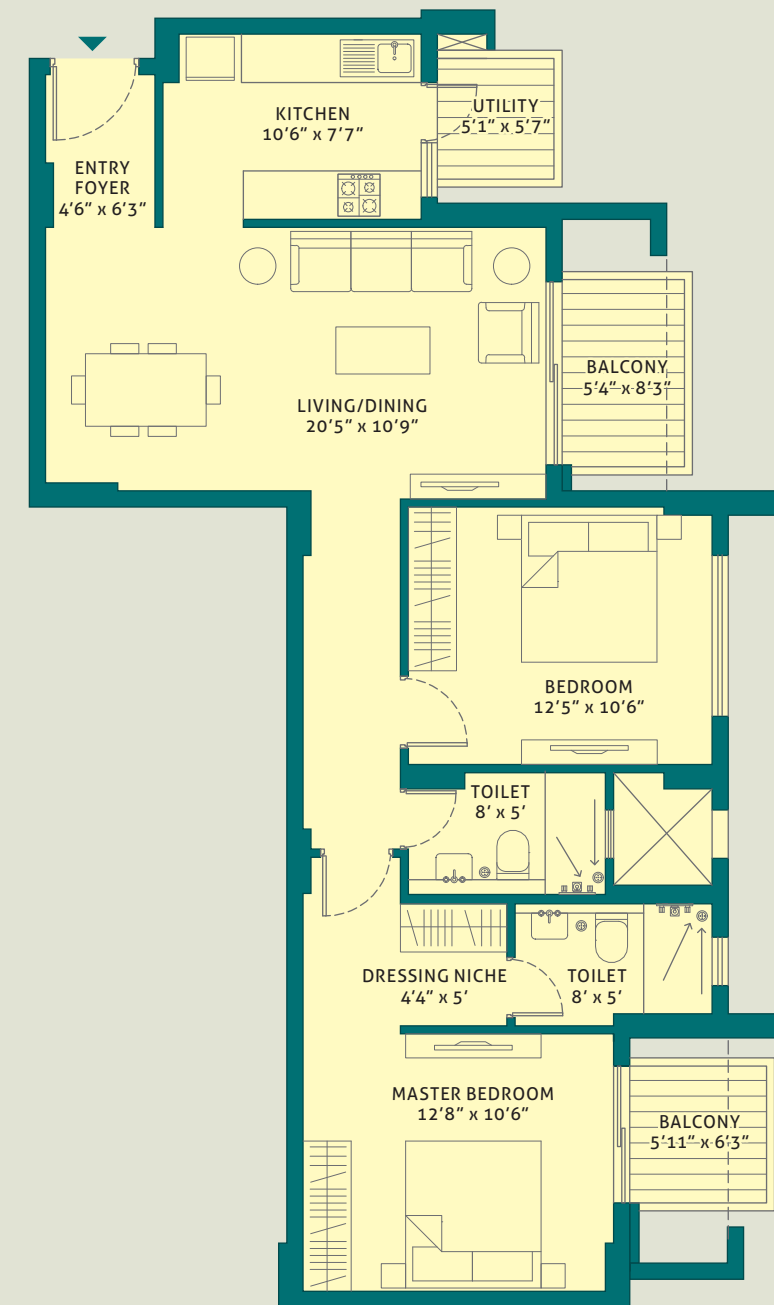 KITCHEN
10'6" x 7'7"
UTILITY
5'1" x 5'7"
ENTRY
FOYER
4'6" x 6'3"
BALCONY
5'4" x 8'3"
LIVING/DINING
20'5" x 10'9"
BEDROOM
12'5" x 10'6"
TOILET
8' x 5'
DRESSING NICHE
4'4" x 5'
TOILET
8' x 5'
MASTER BEDROOM
12'8" x 10'6"
BALCONY
5'11" x 6'3"